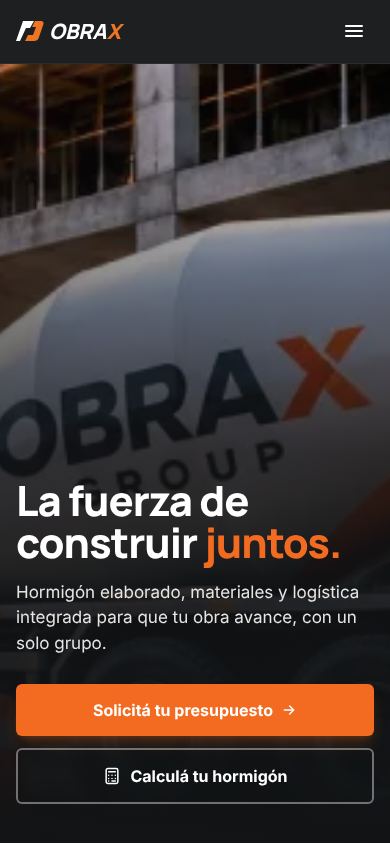 OBRAX
OBRAX
GROUP
La fuerza de
construir juntos.
Hormigón elaborado, materiales y logística
integrada para que tu obra avance, con un
solo grupo.
Solicitá tu presupuesto →
Calculá tu hormigón